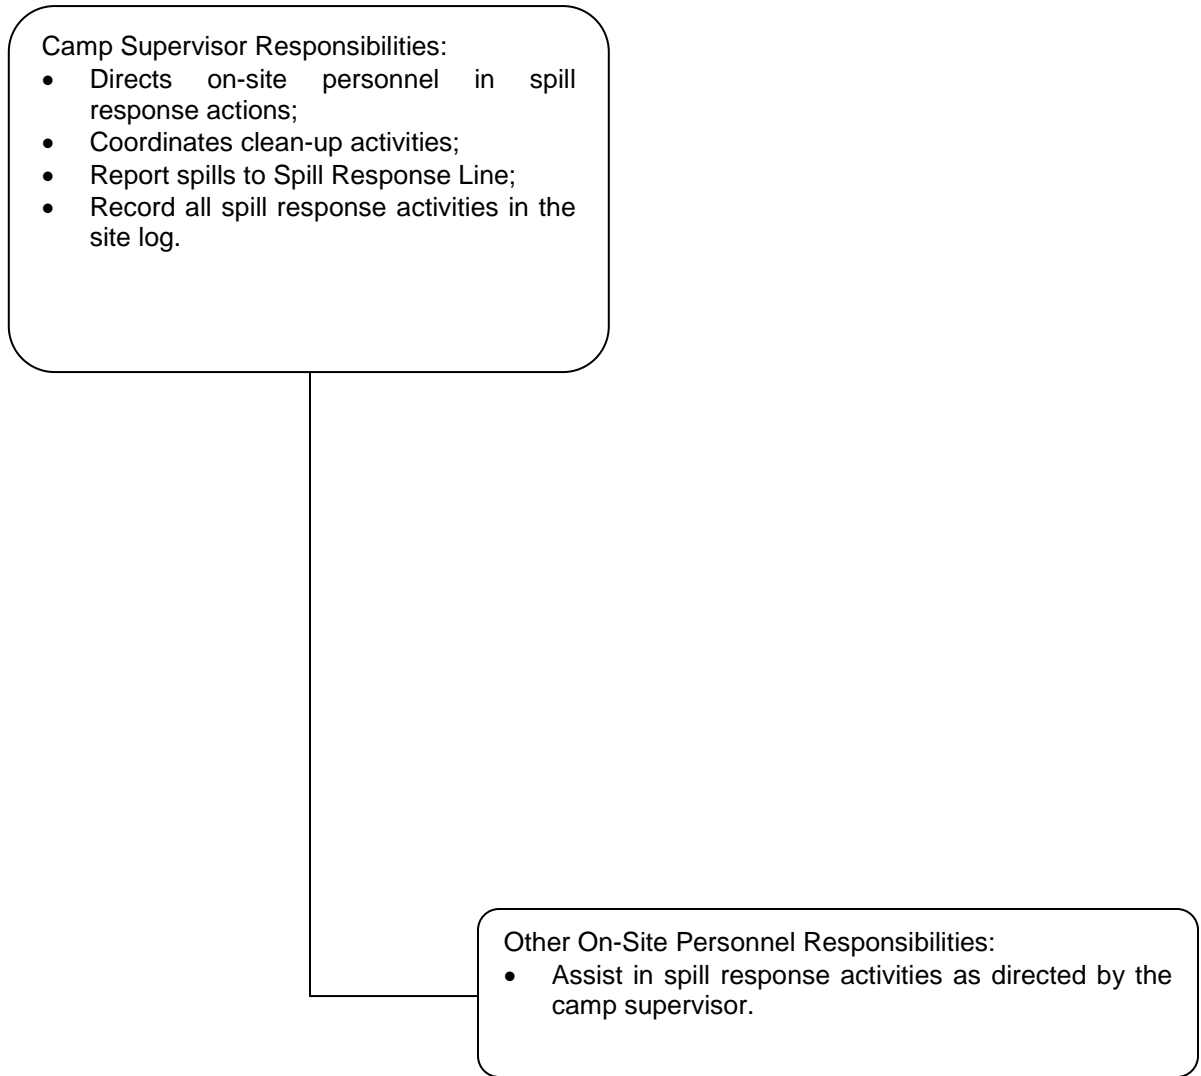 Camp Supervisor Responsibilities:
• Directs on-site personnel in spill
response actions;
• Coordinates clean-up activities;
• Report spills to Spill Response Line;
• Record all spill response activities in the
site log.
Other On-Site Personnel Responsibilities:
• Assist in spill response activities as directed by the
camp supervisor.